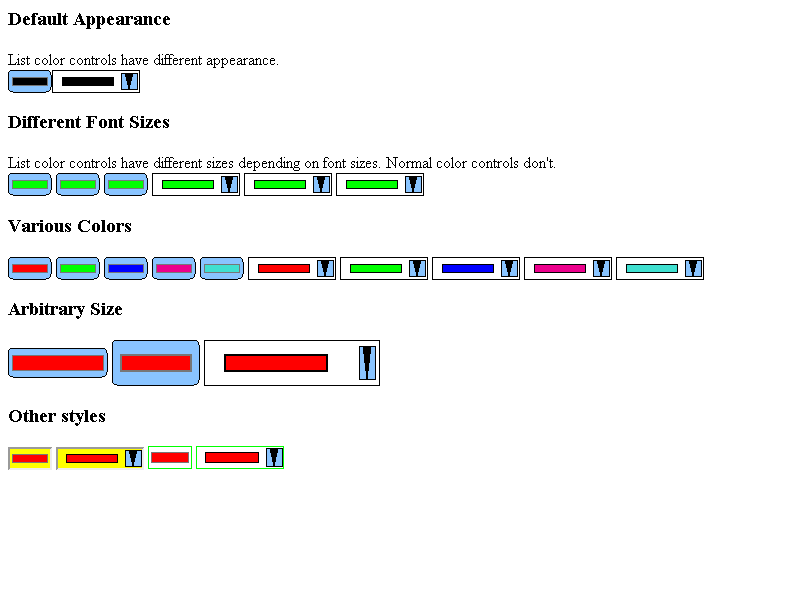 Default Appearance
List color controls have different appearance.
Different Font Sizes
List color controls have different sizes depending on font sizes. Normal color controls don't.
Various Colors
Arbitrary Size
Other styles